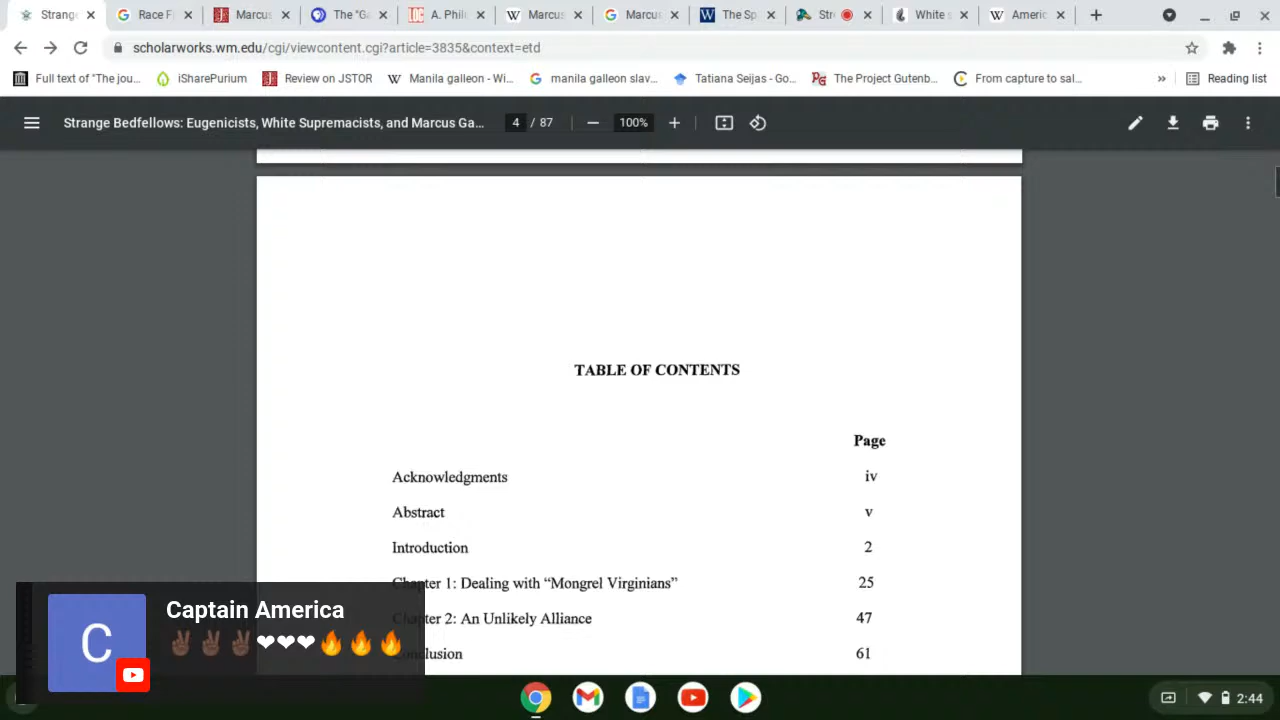 Strange
Race F
Marcus
The "Ga
A. Phil
Marcus
Marcus
The Sp
Stre
White s
Americ
scholarworks.wm.edu/cgi/viewcontent.cgi?article=3835&context=etd
Full text of "The jou...
iSharePurium
Review on JSTOR
Manila galleon - Wi...
manila galleon slav...
Tatiana Seijas - Go...
The Project Gutenb...
From capture to sal...
»
Reading list
Strange Bedfellows: Eugenicists, White Supremacists, and Marcus Ga...
4 / 87
100%
TABLE OF CONTENTS
Page
Acknowledgments iv
Abstract v
Introduction 2
Chapter 1: Dealing with “Mongrel Virginians” 25
Chapter 2: An Unlikely Alliance 47
Conclusion 61
C
Captain America
✌🏾✌🏾✌🏾❤❤❤🔥🔥🔥
2:44